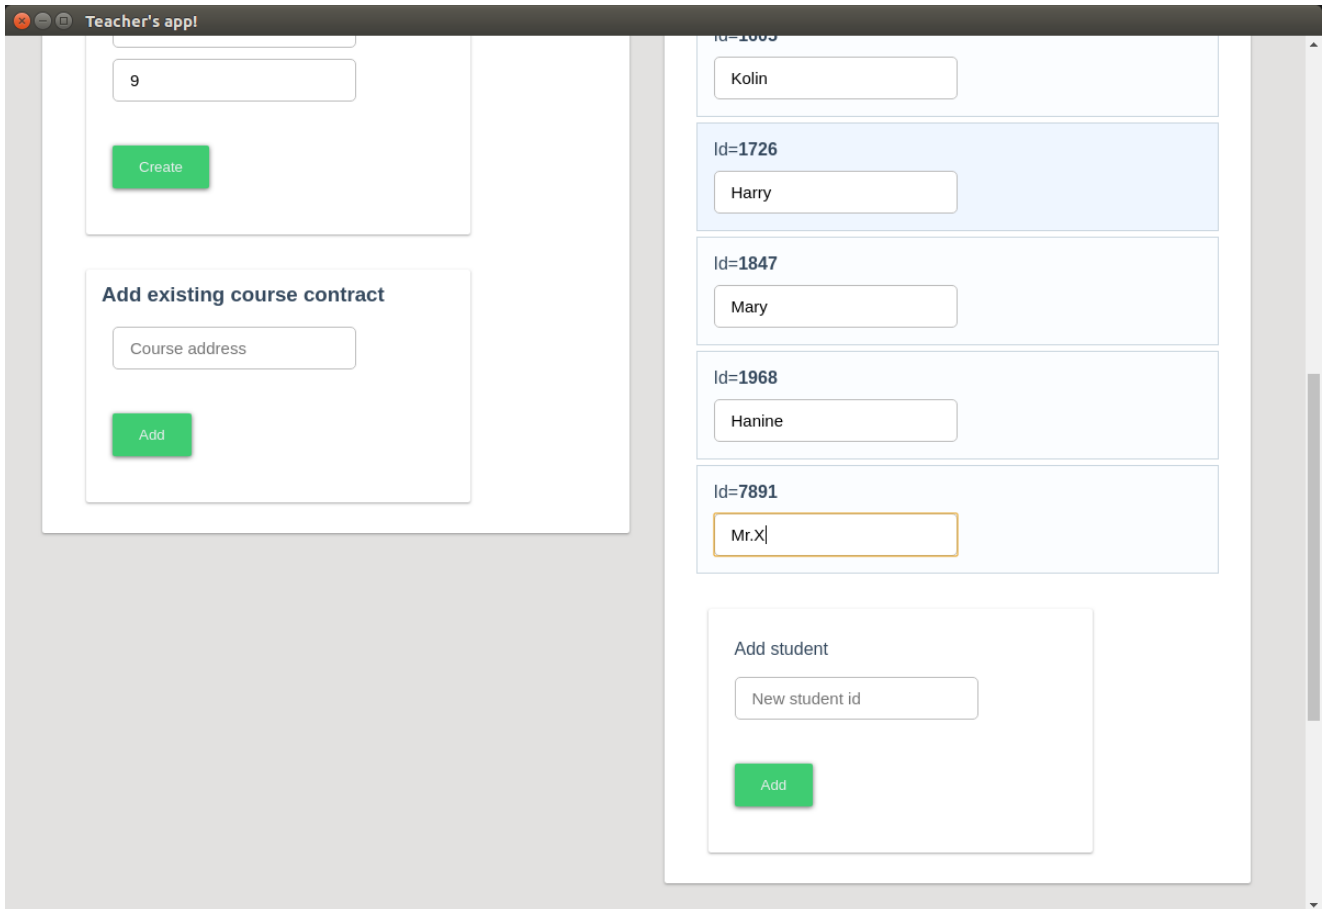 Teacher's app!
9
Create
Add existing course contract
Course address
Add
Kolin
Id=1726
Harry
Id=1847
Mary
Id=1968
Hanine
Id=7891
Mr.X
Add student
New student id
Add